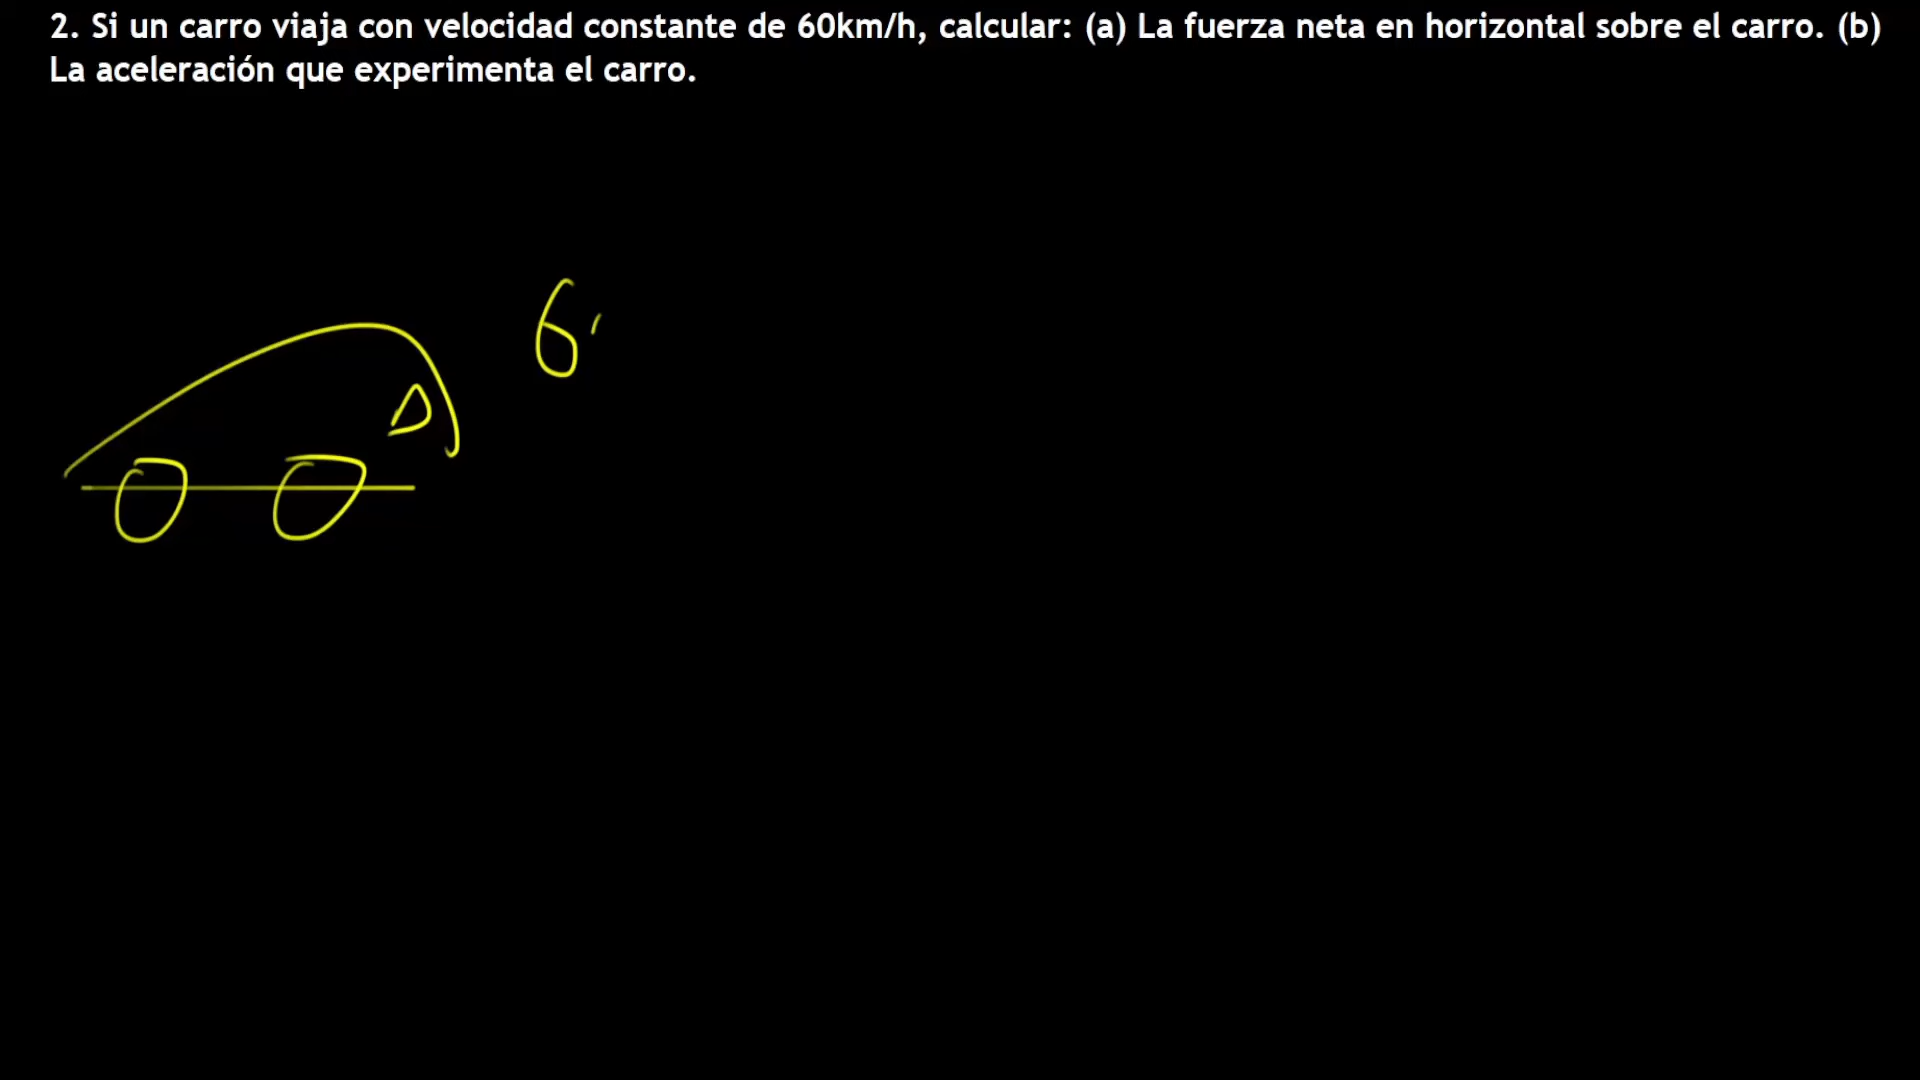 2. Si un carro viaja con velocidad constante de 60km/h, calcular: (a) La fuerza neta en horizontal sobre el carro. (b)
La aceleración que experimenta el carro.
6